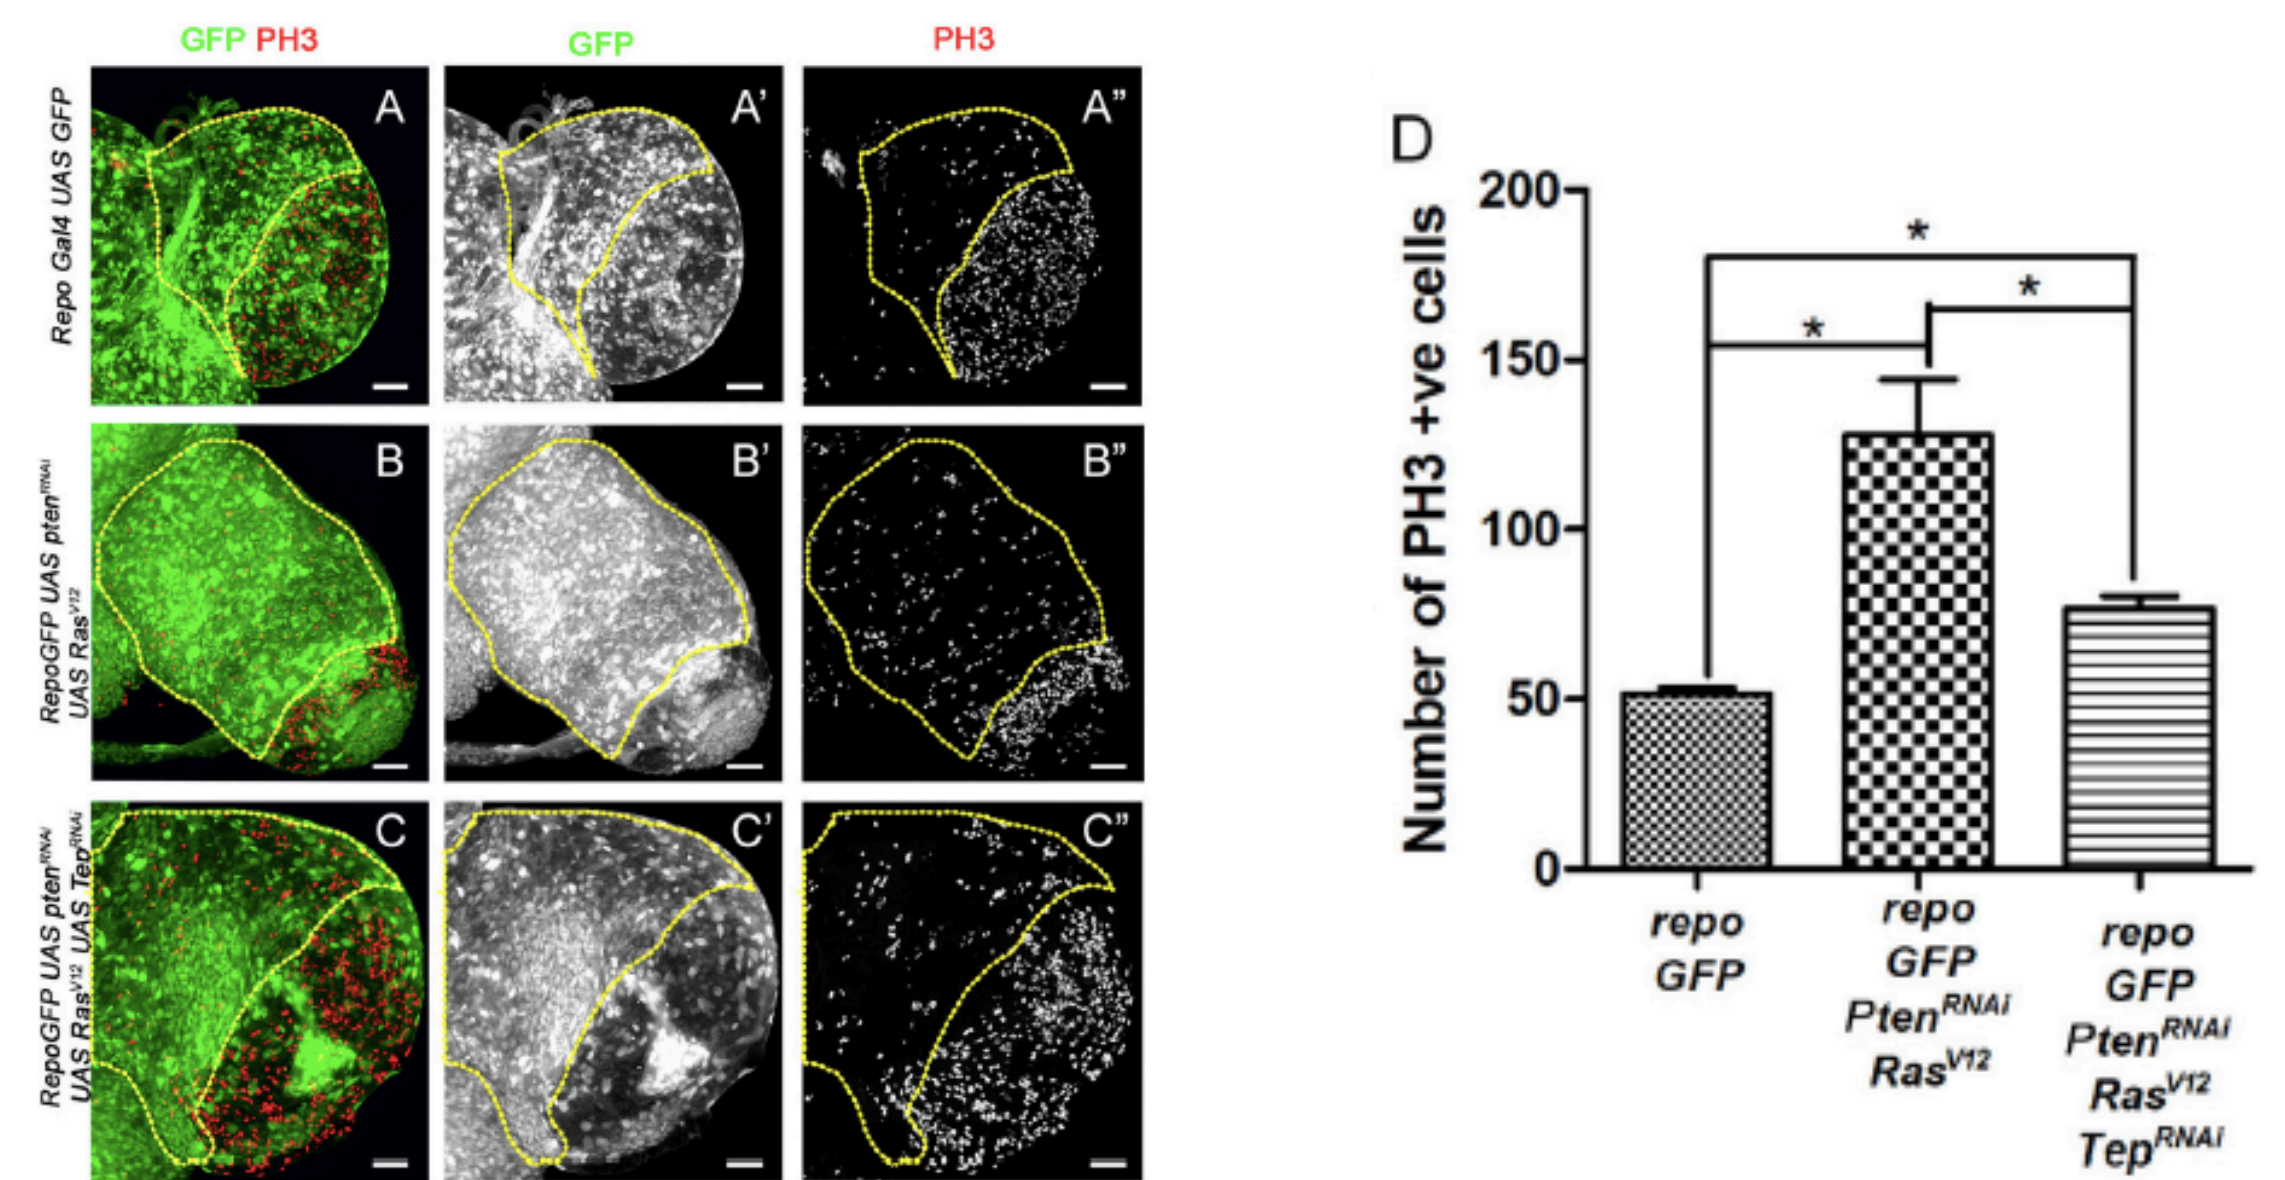 GFP PH3
GFP
PH3
Repo Gal4 UAS GFP
A
A'
A"
RepoGFP UAS pten^RNAi
UAS Ras^V12
B
B'
B"
RepoGFP UAS pten^RNAi
UAS Ras^V12 UAS Tep^RNAi
C
C'
C"
D
Number of PH3 +ve cells
200
150
100
50
0
*
*
*
repo
GFP
repo
GFP
Pten^RNAi
Ras^V12
repo
GFP
Pten^RNAi
Ras^V12
Tep^RNAi